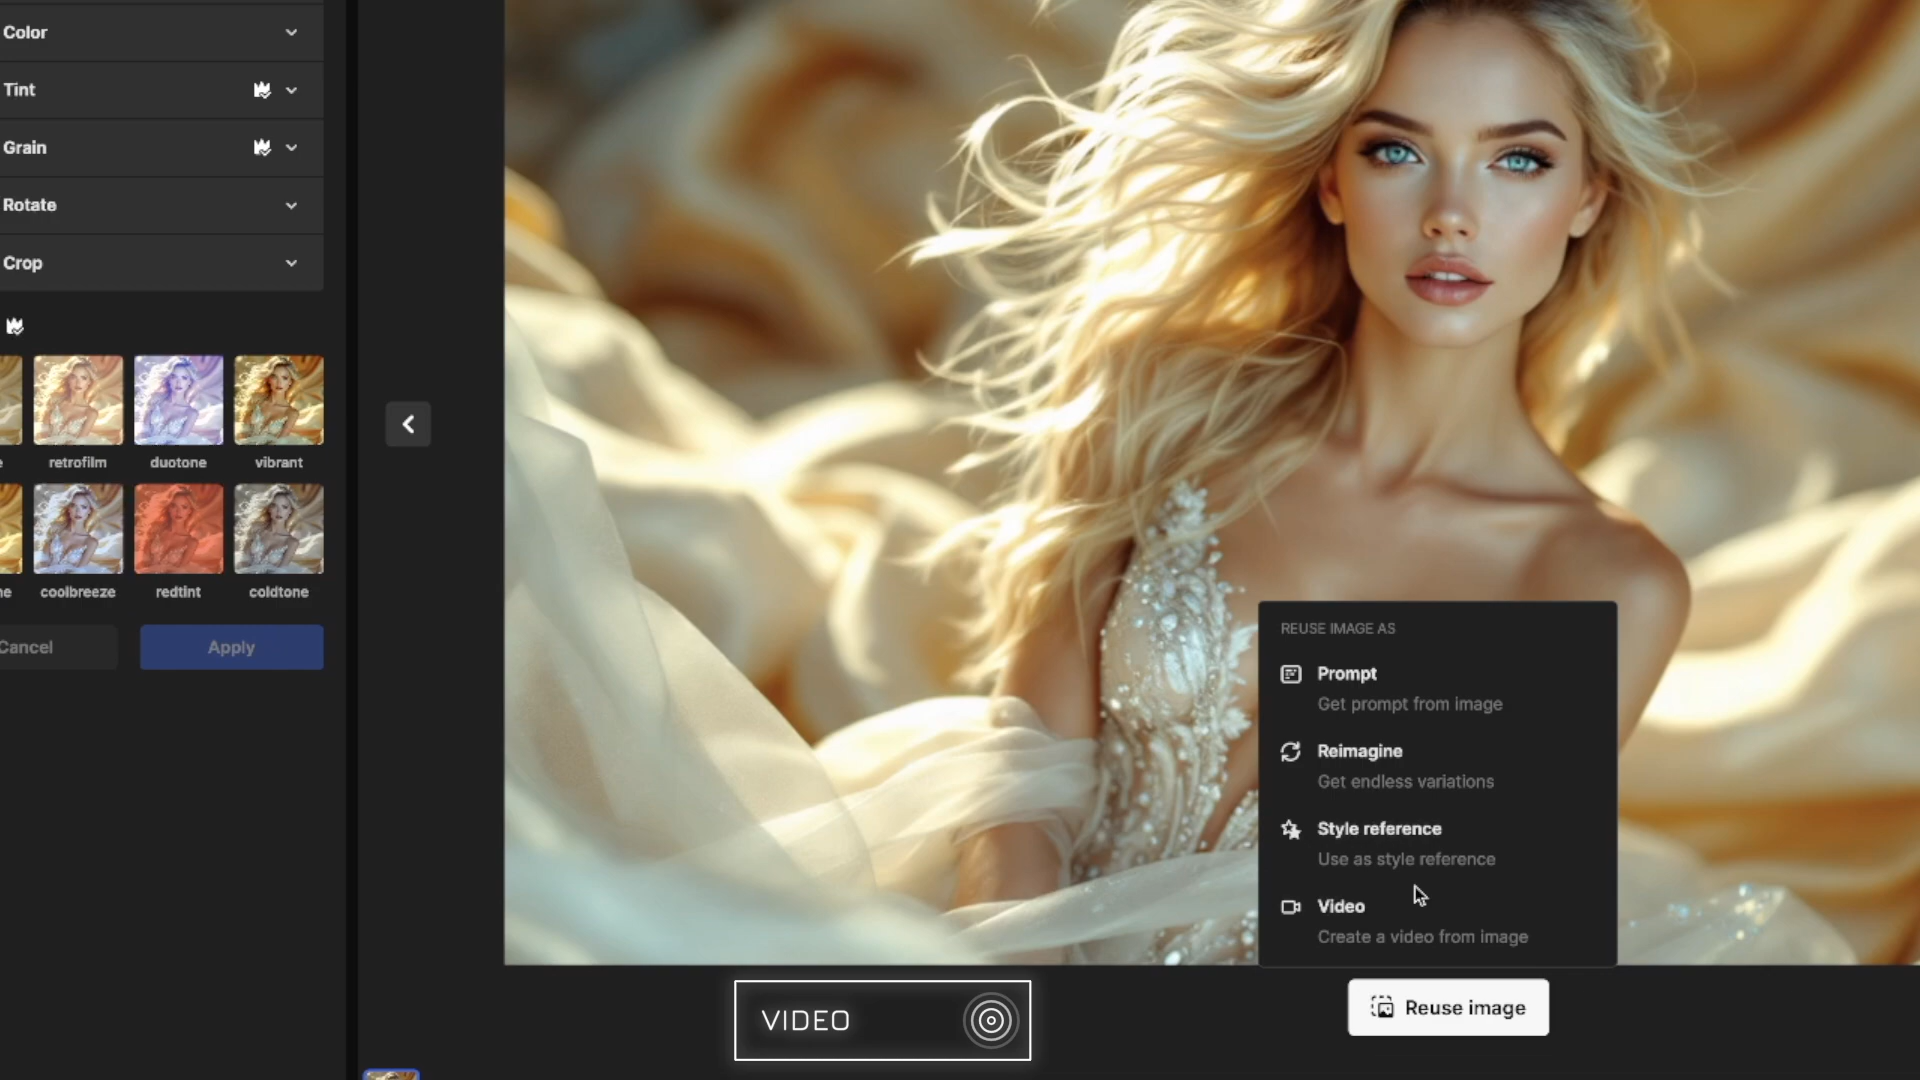 Color
Tint
Grain
Rotate
Crop
retrofilm
duotone
vibrant
coolbreeze
redtint
coldtone
Cancel
Apply
REUSE IMAGE AS
Prompt
Get prompt from image
Reimagine
Get endless variations
Style reference
Use as style reference
Video
Create a video from image
VIDEO
Reuse image